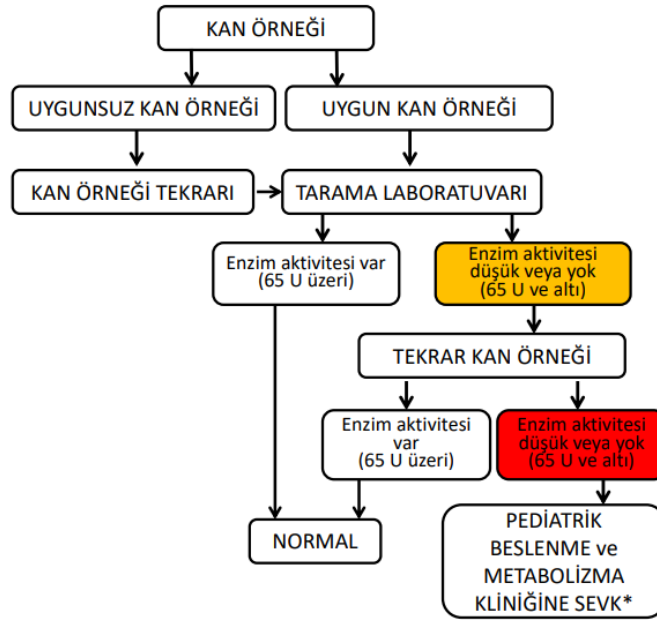 KAN ÖRNEĞİ
UYGUNSUZ KAN ÖRNEĞİ
UYGUN KAN ÖRNEĞİ
KAN ÖRNEĞİ TEKRARI
TARAMA LABORATUVARI
Enzim aktivitesi var
(65 U üzeri)
Enzim aktivitesi
düşük veya yok
(65 U ve altı)
TEKRAR KAN ÖRNEĞİ
Enzim aktivitesi
var
(65 U üzeri)
Enzim aktivitesi
düşük veya yok
(65 U ve altı)
NORMAL
PEDİATRİK
BESLENME ve
METABOLİZMA
KLİNİĞİNE SEVK*